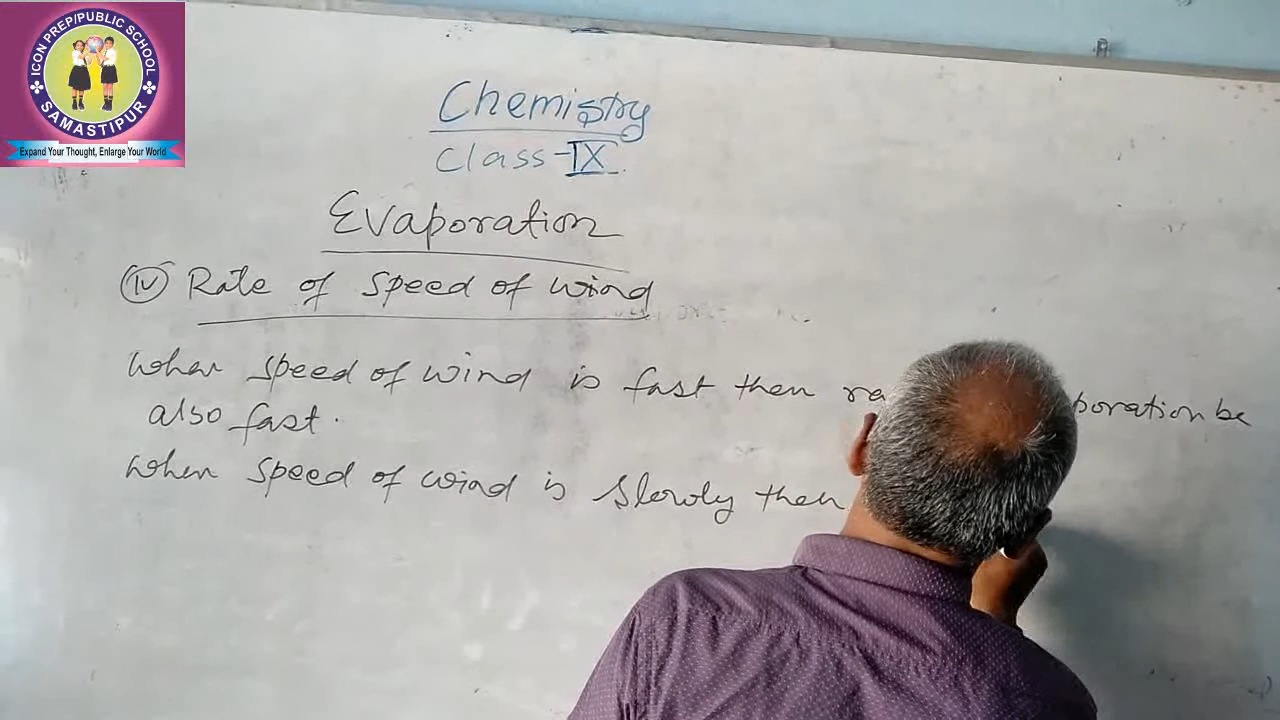 ICON PREP/PUBLIC SCHOOL
SAMASTIPUR
Expand Your Thought, Enlarge Your World
Chemistry
Class-IX
Evaporation
(iv) Rate of Speed of wind
When speed of wind is fast then ra poration be
also fast.
When speed of wind is slowly then